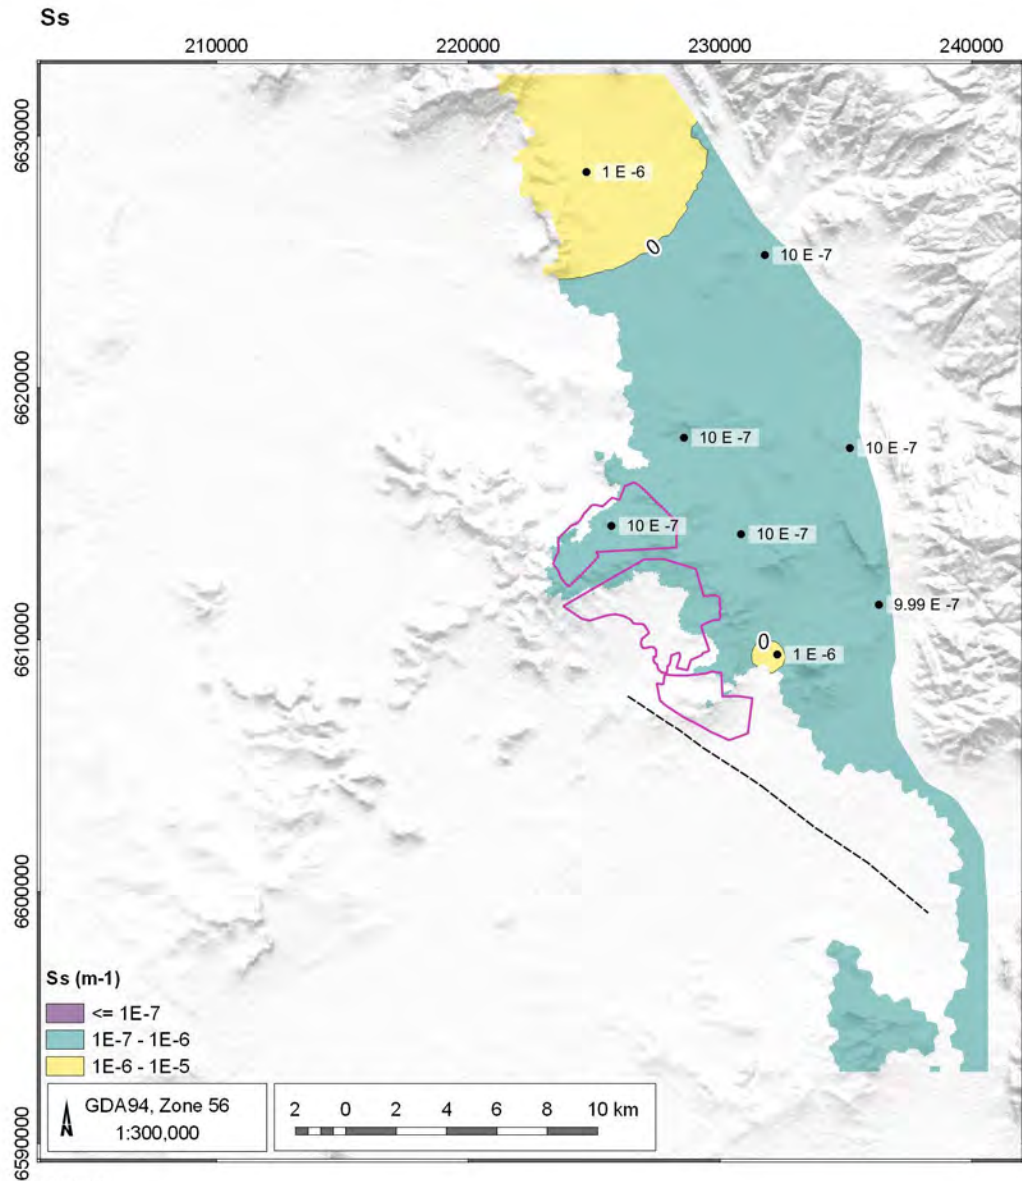 Ss
210000
220000
230000
240000
6630000
6620000
6610000
6600000
6590000
1 E -6
0
10 E -7
10 E -7
10 E -7
10 E -7
10 E -7
9.99 E -7
0
1 E -6
Ss (m-1)
<= 1E-7
1E-7 - 1E-6
1E-6 - 1E-5
N
GDA94, Zone 56
1:300,000
2 0 2 4 6 8 10 km